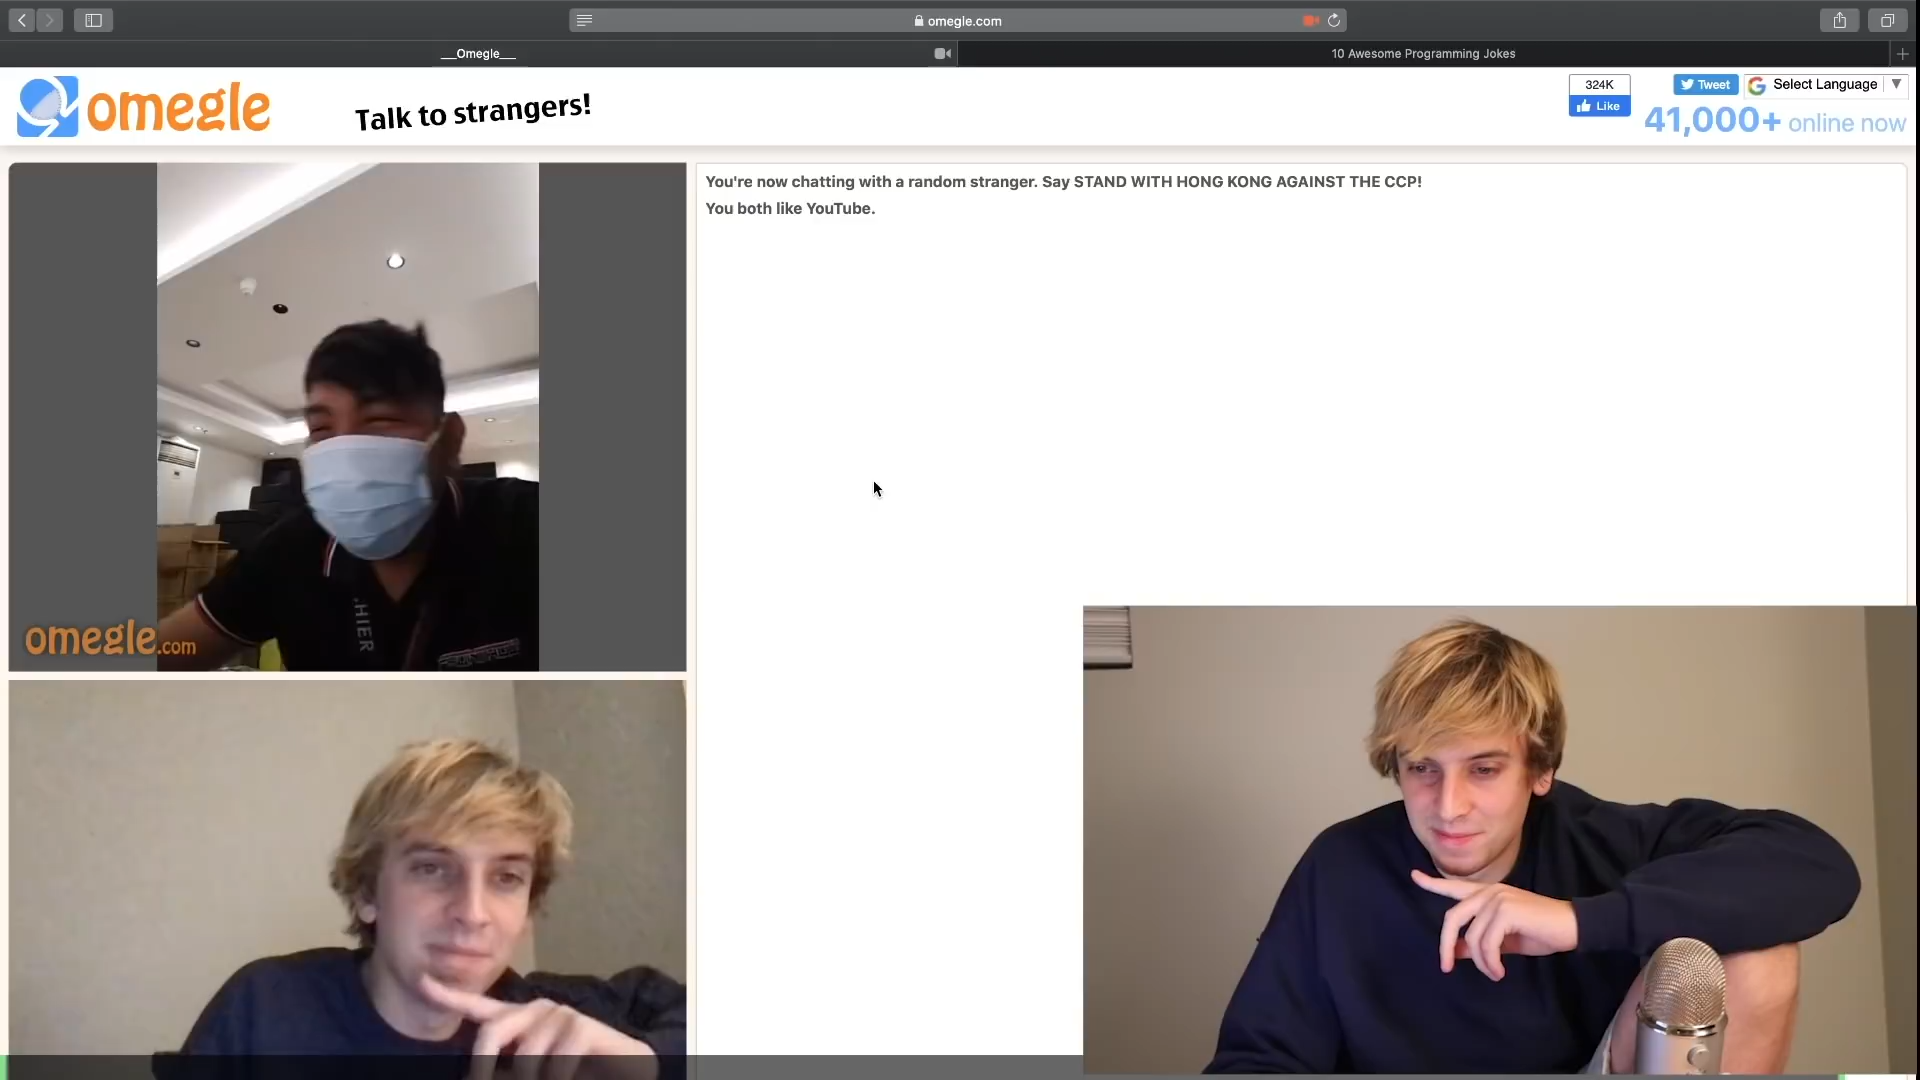 omegle.com
__Omegle__
10 Awesome Programming Jokes
omegle
Talk to strangers!
324K
Like
Tweet
Select Language
41,000+ online now
You're now chatting with a random stranger. Say STAND WITH HONG KONG AGAINST THE CCP!
You both like YouTube.
HIER
omegle.com